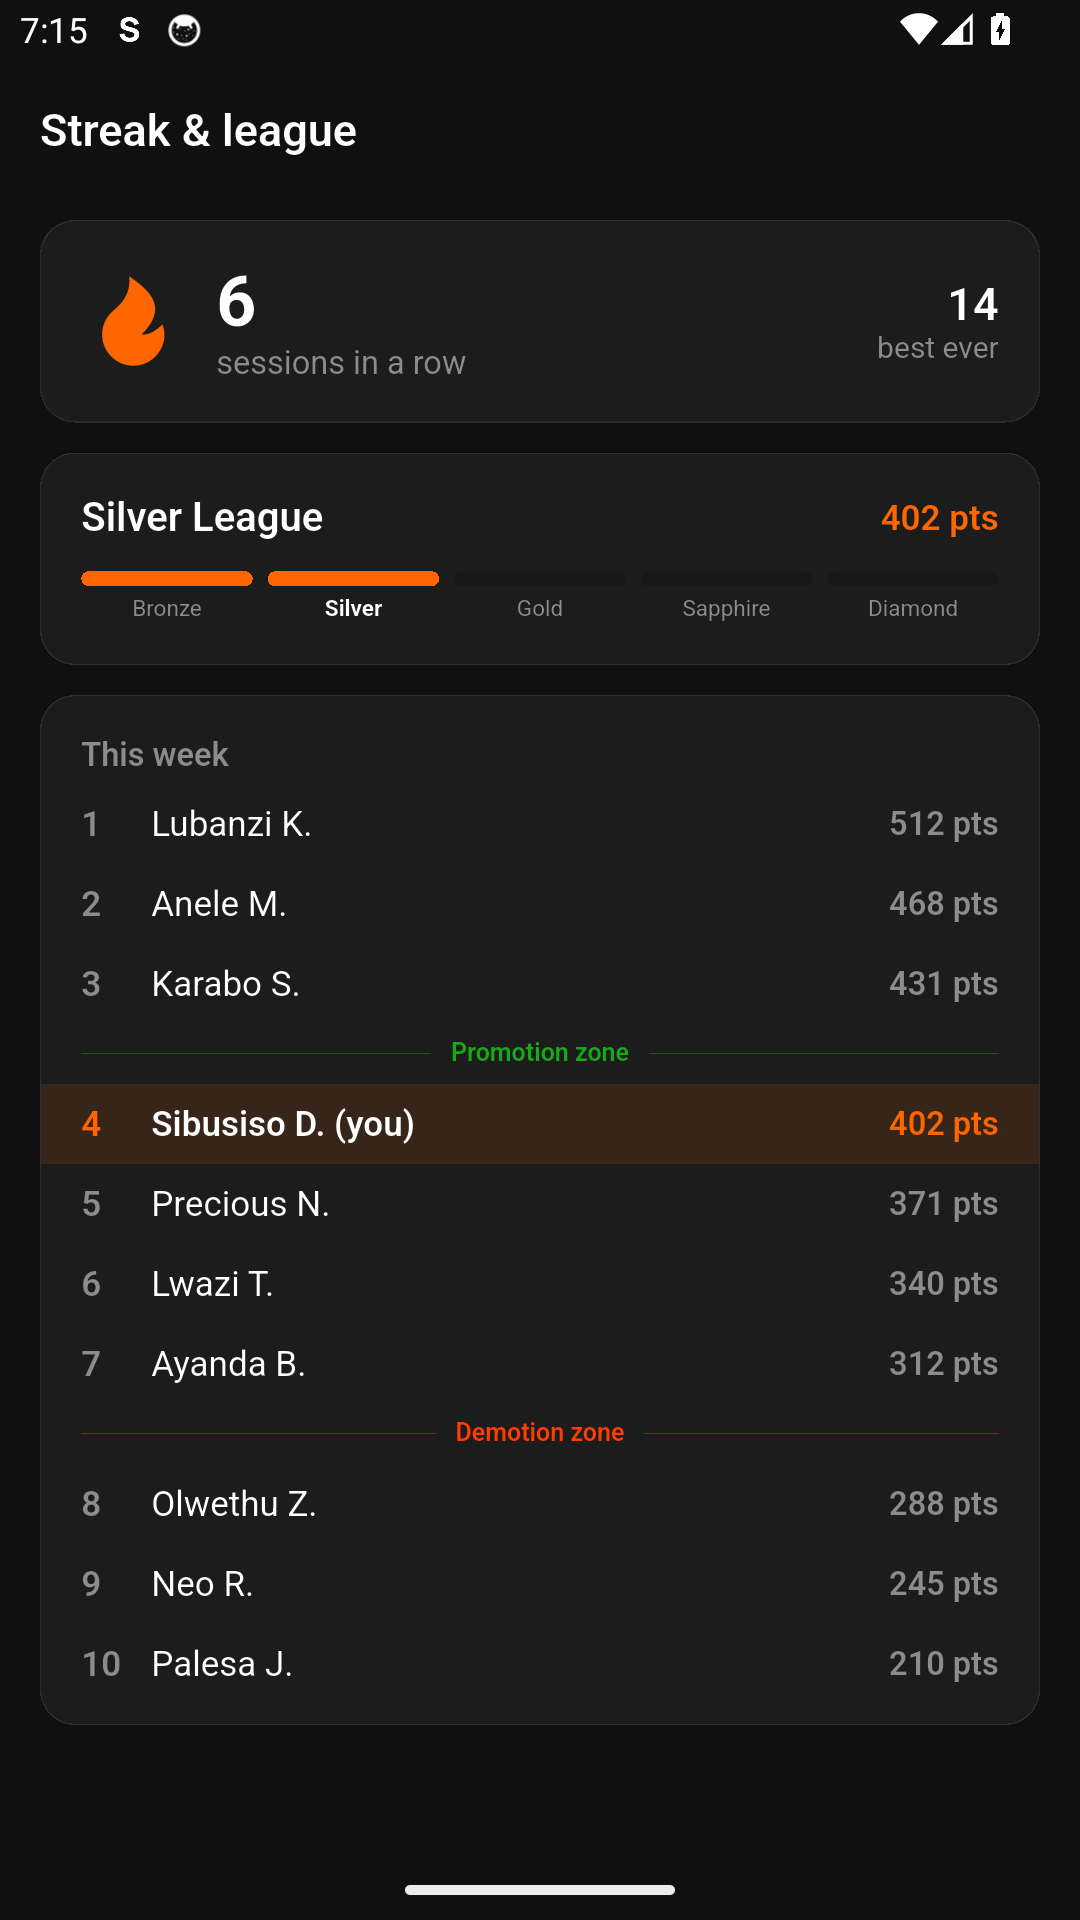 7:15 S
Streak & league
6
sessions in a row
14
best ever
Silver League
402 pts
Bronze Silver Gold Sapphire Diamond
This week
1 Lubanzi K. 512 pts
2 Anele M. 468 pts
3 Karabo S. 431 pts
Promotion zone
4 Sibusiso D. (you) 402 pts
5 Precious N. 371 pts
6 Lwazi T. 340 pts
7 Ayanda B. 312 pts
Demotion zone
8 Olwethu Z. 288 pts
9 Neo R. 245 pts
10 Palesa J. 210 pts